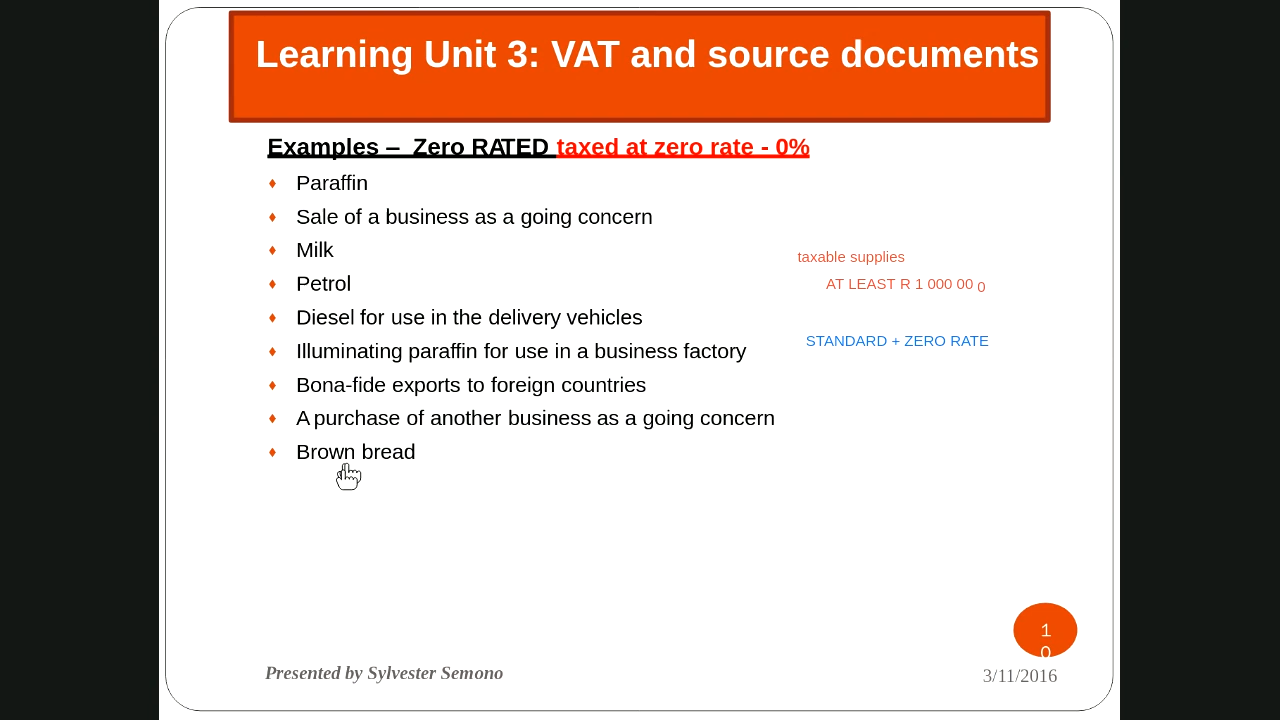 Learning Unit 3: VAT and source documents
Examples – Zero RATED taxed at zero rate - 0%
Paraffin
Sale of a business as a going concern
Milk
Petrol
Diesel for use in the delivery vehicles
Illuminating paraffin for use in a business factory
Bona-fide exports to foreign countries
A purchase of another business as a going concern
Brown bread
taxable supplies
AT LEAST R 1 000 00 0
STANDARD + ZERO RATE
10
Presented by Sylvester Semono
3/11/2016